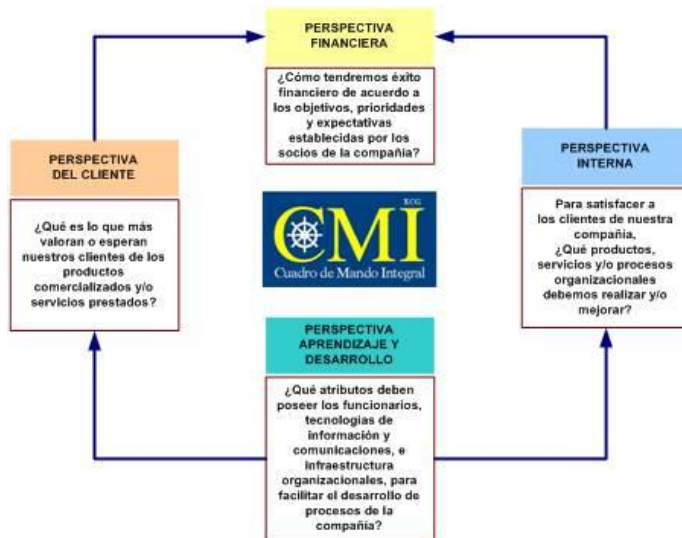 PERSPECTIVA
FINANCIERA
¿Cómo tendremos éxito
financiero de acuerdo a
los objetivos, prioridades
y expectativas
establecidas por los
socios de la compañía?
PERSPECTIVA
DEL CLIENTE
¿Qué es lo que más
valoran o esperan
nuestros clientes de los
productos
comercializados y/o
servicios prestados?
CMI
Cuadro de Mando Integral
PERSPECTIVA
INTERNA
Para satisfacer a
los clientes de nuestra
compañía,
¿Qué productos,
servicios y/o procesos
organizacionales
debemos realizar y/o
mejorar?
PERSPECTIVA
APRENDIZAJE Y
DESARROLLO
¿Qué atributos deben
poseer los funcionarios,
tecnologías de
información y
comunicaciones, e
infraestructura
organizacionales, para
facilitar el desarrollo de
procesos de la
compañía?